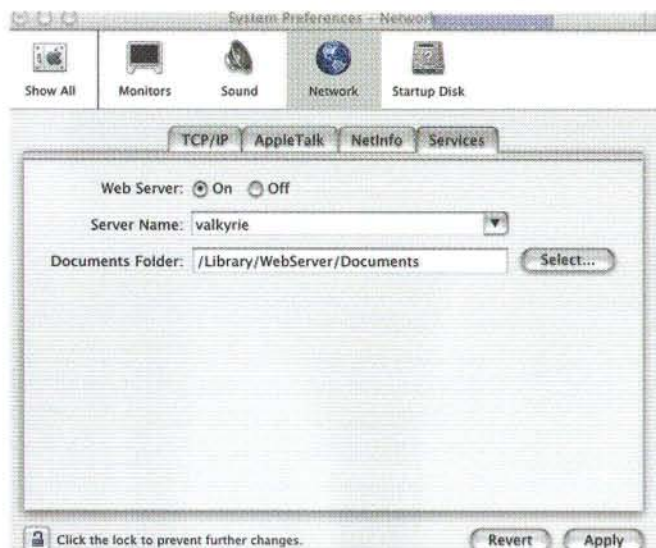 System Preferences – Network
Show All
Monitors
Sound
Network
Startup Disk
TCP/IP
AppleTalk
NetInfo
Services
Web Server: On Off
Server Name: valkyrie
Documents Folder: /Library/WebServer/Documents Select...
Click the lock to prevent further changes.
Revert Apply